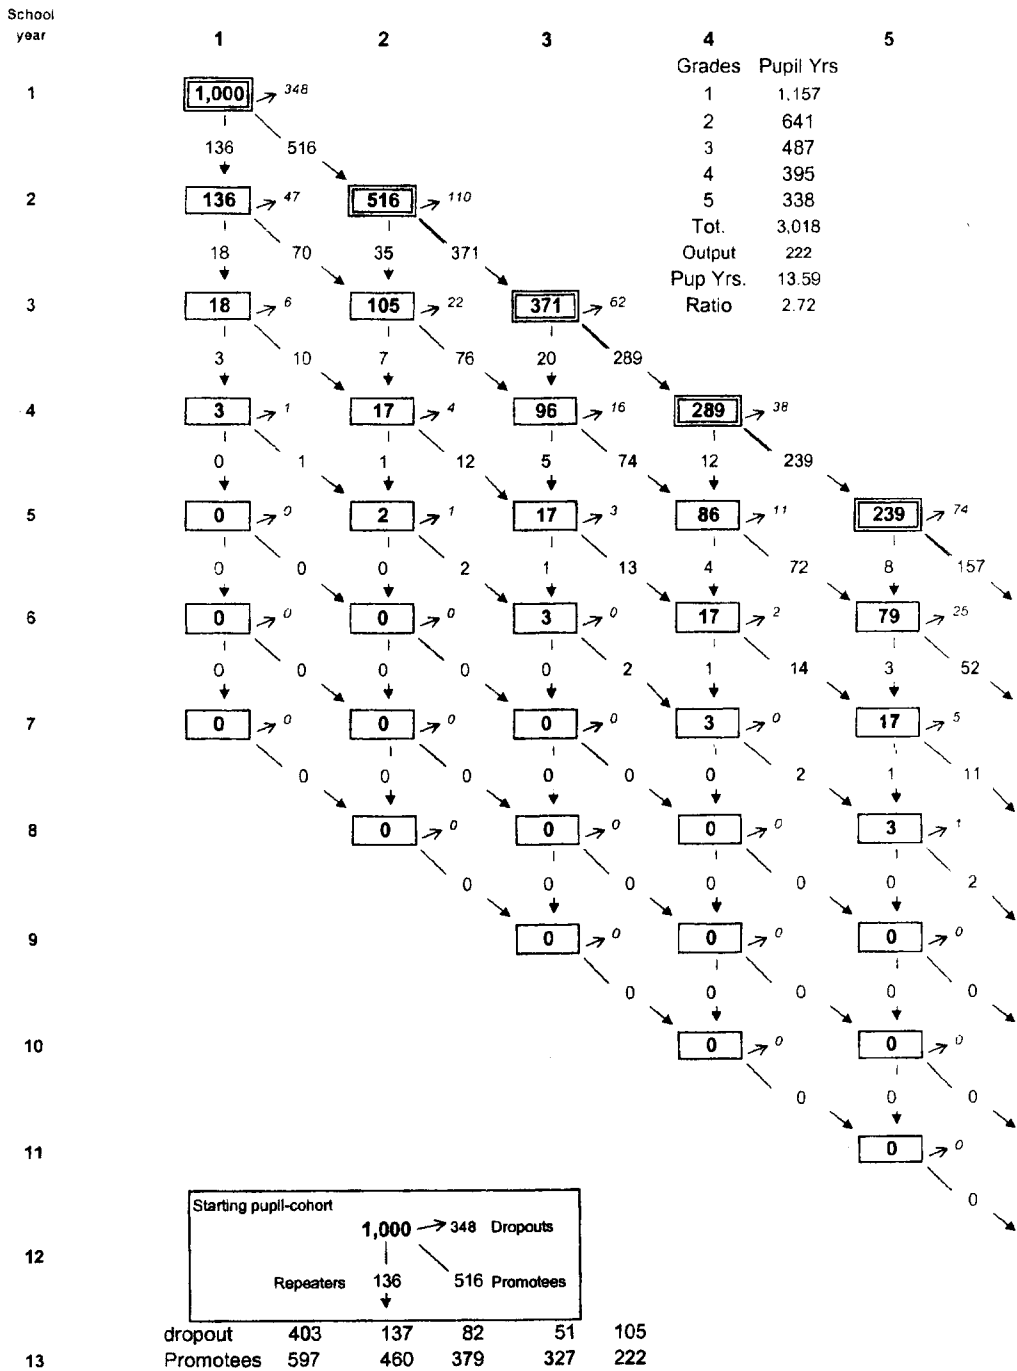 School
year
1 2 3 4 5
Grades Pupil Yrs
1 1,000 348 1 1,157
2 641
136 516 3 487
4 395
2 136 47 516 110 5 338
Tot. 3,018
18 70 35 371 Output 222
Pup Yrs. 13.59
3 18 6 105 22 371 62 Ratio 2.72
3 10 7 76 20 289
4 3 1 17 4 96 16 289 38
0 1 1 12 5 74 12 239
5 0 0 2 1 17 3 86 11 239 74
0 0 0 2 1 13 4 72 8 157
6 0 0 0 0 3 0 17 2 79 25
0 0 0 0 0 2 1 14 3 52
7 0 0 0 0 0 0 3 0 17 5
0 0 0 0 0 0 2 1 11
8 0 0 0 0 0 0 3 1
0 0 0 0 0 0 2
9 0 0 0 0 0 0
0 0 0 0 0
10 0 0 0 0
0 0 0
11 0 0
0
Starting pupil-cohort
1,000 348 Dropouts
12
Repeaters 136 516 Promotees
dropout 403 137 82 51 105
13 Promotees 597 460 379 327 222